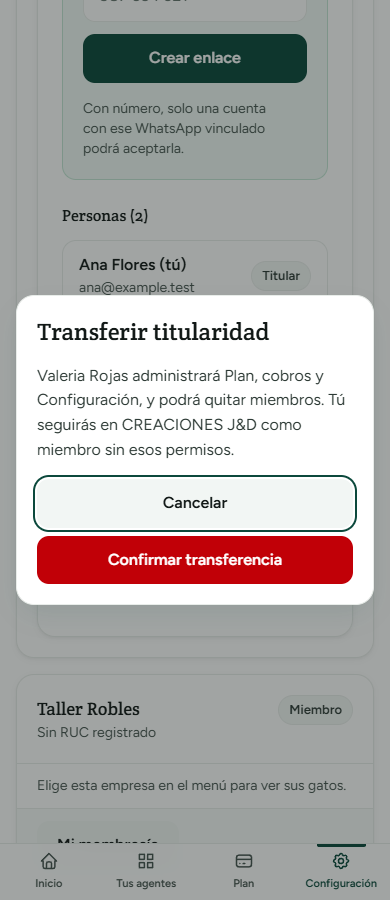 Crear enlace
Con número, solo una cuenta
con ese WhatsApp vinculado
podrá aceptarla.
Personas (2)
Ana Flores (tú)
Titular
ana@example.test
Transferir titularidad
Valeria Rojas administrará Plan, cobros y
Configuración, y podrá quitar miembros. Tú
seguirás en CREACIONES J&D como
miembro sin esos permisos.
Cancelar
Confirmar transferencia
Taller Robles
Miembro
Sin RUC registrado
Elige esta empresa en el menú para ver sus gatos.
Mi membresía
Inicio
Tus agentes
Plan
Configuración